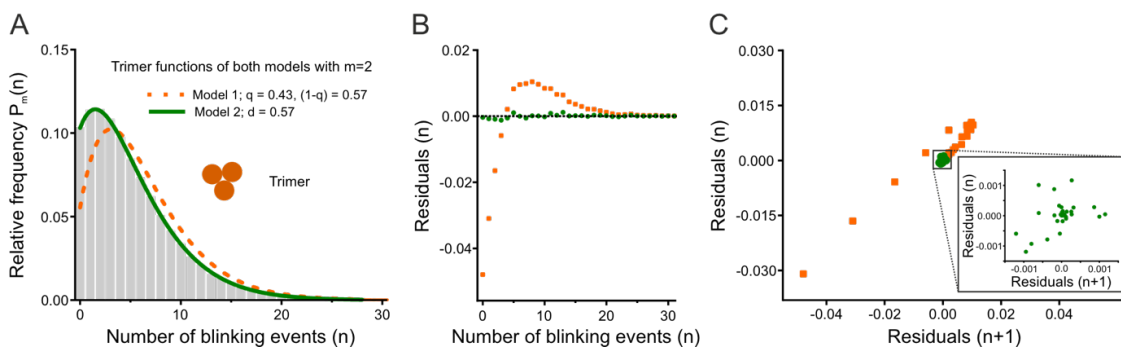 A
Relative frequency Pm(n)
0.15
0.10
0.05
0.00
0
10
20
30
Number of blinking events (n)
Trimer functions of both models with m=2
Model 1; q = 0.43, (1-q) = 0.57
Model 2; d = 0.57
Trimer
B
Residuals (n)
0.02
0.00
-0.02
-0.04
0
10
20
30
Number of blinking events (n)
C
Residuals (n)
0.030
0.015
0.000
-0.015
-0.030
-0.04
-0.02
0.00
0.02
0.04
Residuals (n+1)
Residuals (n)
0.001
0.000
-0.001
-0.001
0.0
0.001
Residuals (n+1)